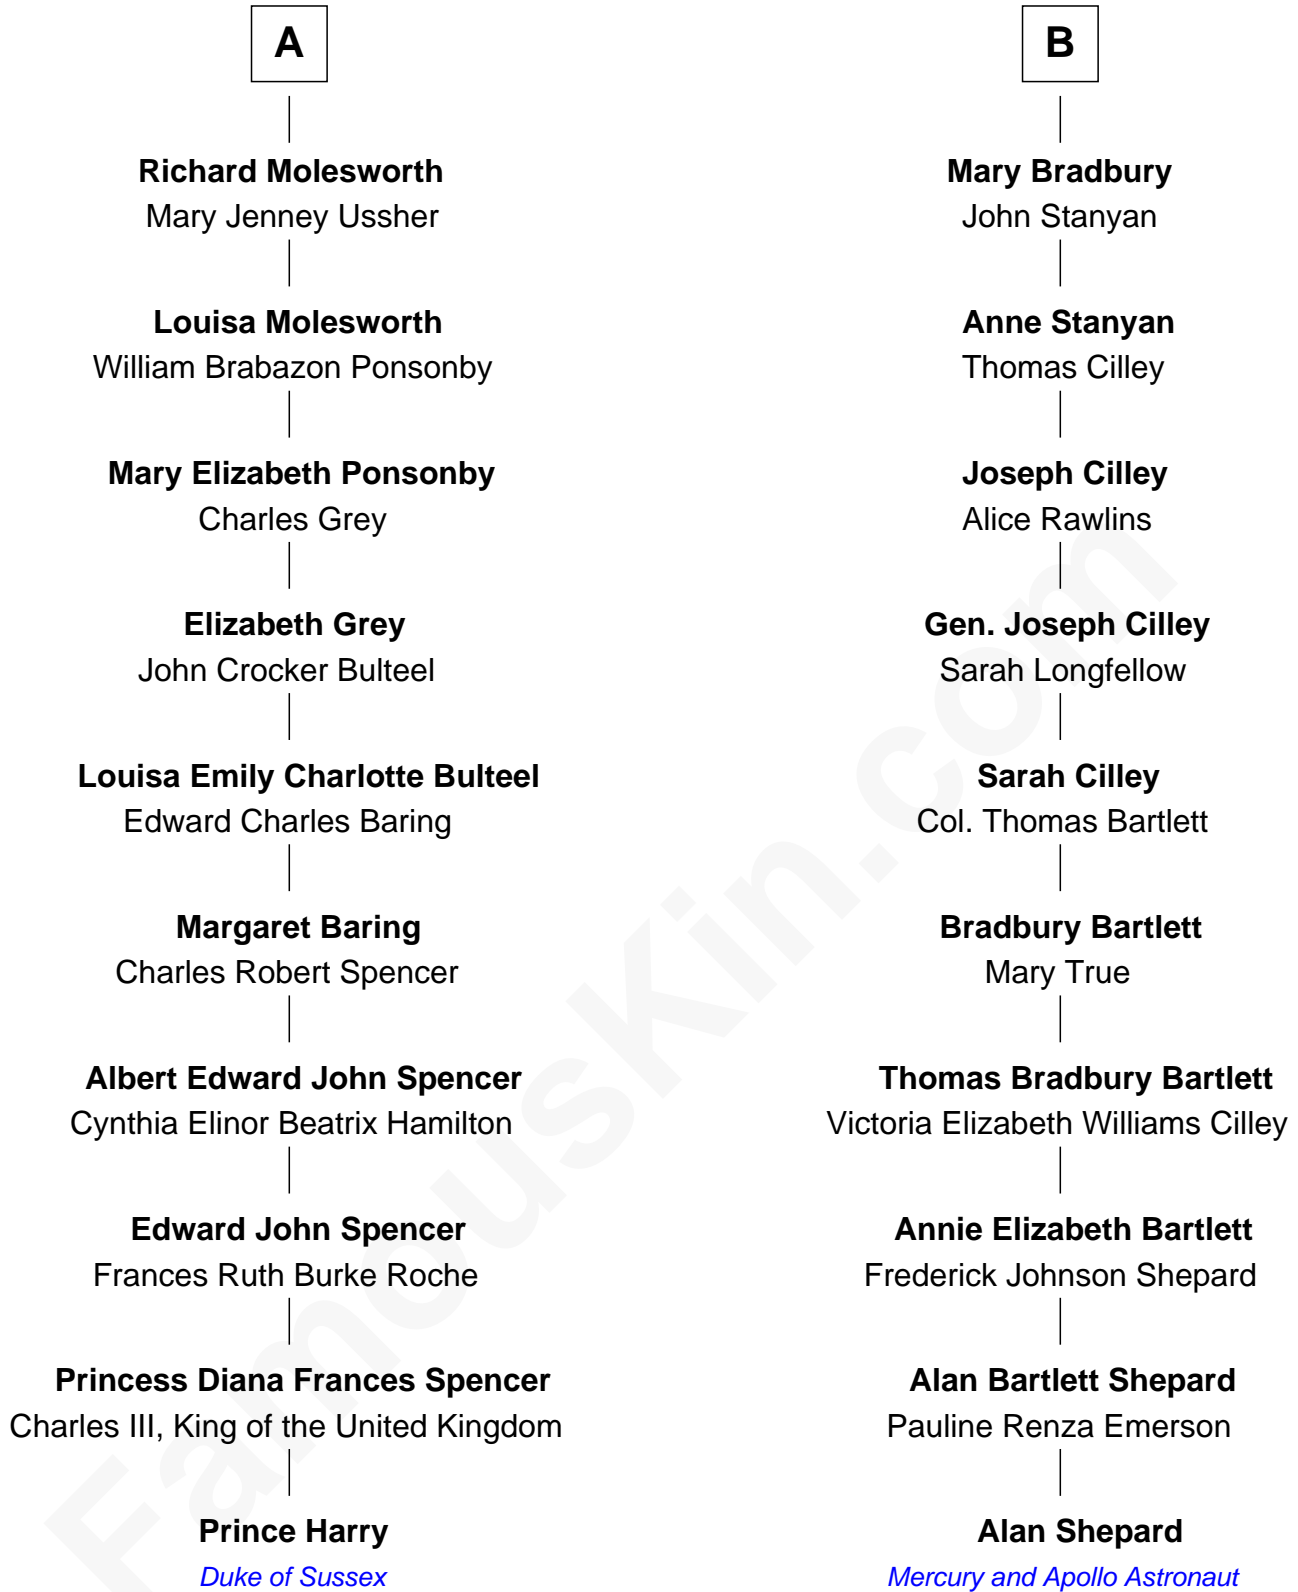 A
Richard Molesworth
Mary Jenney Ussher
Louisa Molesworth
William Brabazon Ponsonby
Mary Elizabeth Ponsonby
Charles Grey
Elizabeth Grey
John Crocker Bulteel
Louisa Emily Charlotte Bulteel
Edward Charles Baring
Margaret Baring
Charles Robert Spencer
Albert Edward John Spencer
Cynthia Elinor Beatrix Hamilton
Edward John Spencer
Frances Ruth Burke Roche
Princess Diana Frances Spencer
Charles III, King of the United Kingdom
Prince Harry
Duke of Sussex
B
Mary Bradbury
John Stanyan
Anne Stanyan
Thomas Cilley
Joseph Cilley
Alice Rawlins
Gen. Joseph Cilley
Sarah Longfellow
Sarah Cilley
Col. Thomas Bartlett
Bradbury Bartlett
Mary True
Thomas Bradbury Bartlett
Victoria Elizabeth Williams Cilley
Annie Elizabeth Bartlett
Frederick Johnson Shepard
Alan Bartlett Shepard
Pauline Renza Emerson
Alan Shepard
Mercury and Apollo Astronaut
FamousKin.com